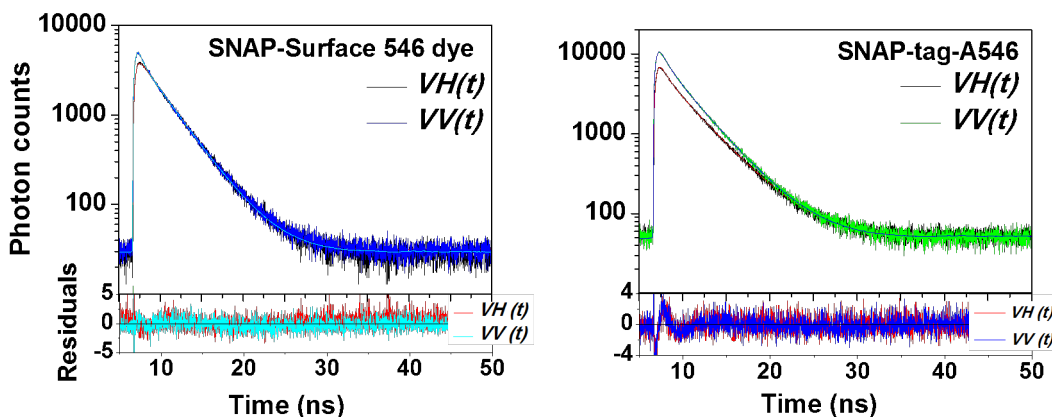 10000
SNAP-Surface 546 dye
VH(t)
VV(t)
1000
100
Photon counts
5
0
-5
Residuals
VH (t)
VV (t)
10 20 30 40 50
Time (ns)
10000
SNAP-tag-A546
VH(t)
VV(t)
1000
100
4
0
-4
VH (t)
VV (t)
10 20 30 40 50
Time (ns)